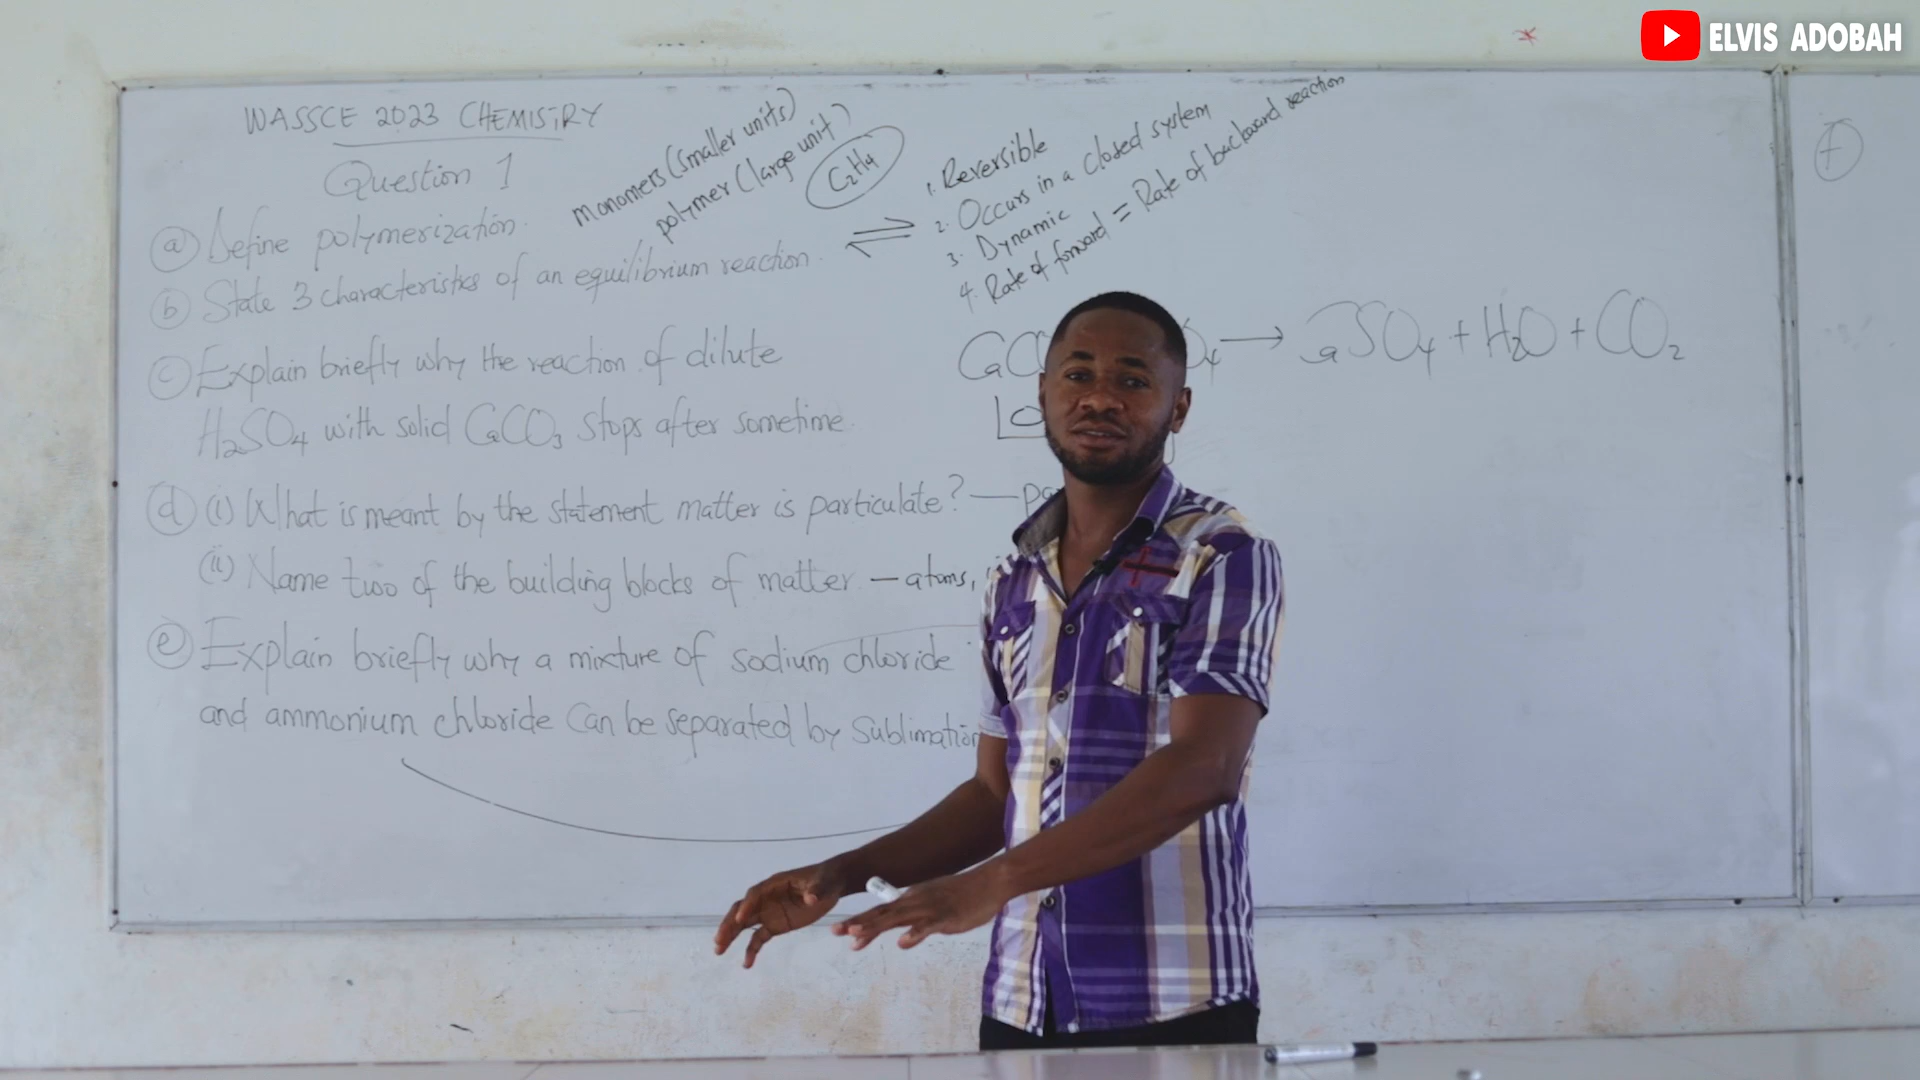 ELVIS ADOBAH
WASSCE 2023 CHEMISTRY
Question 1
monomers (smaller units)
polymer (large unit)
C2H4
ⓐ Define polymerization.
ⓑ State 3 characteristics of an equilibrium reaction. ⇌
1. Reversible
2. Occurs in a closed system
3. Dynamic
4. Rate of forward = Rate of backward reaction
ⓒ Explain briefly why the reaction of dilute
H2SO4 with solid CaCO3 stops after sometime.
→ CaSO4 + H2O + CO2
ⓓ (i) What is meant by the statement matter is particulate? —
(ii) Name two of the building blocks of matter — atoms,
ⓔ Explain briefly why a mixture of sodium chloride
and ammonium chloride can be separated by sublimation
f